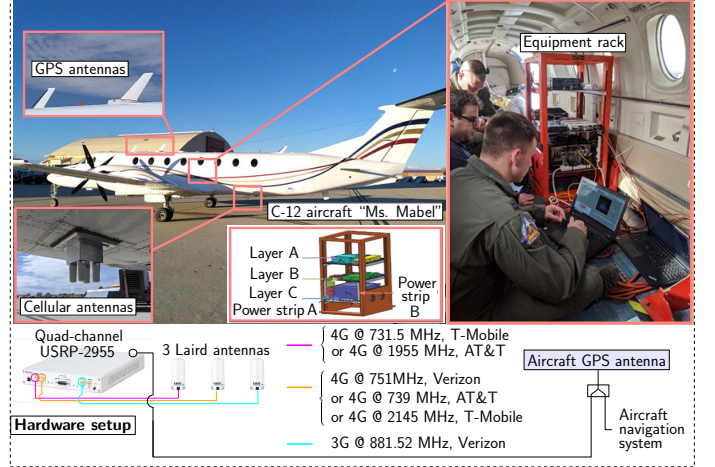 GPS antennas
Equipment rack
C-12 aircraft “Ms. Mabel”
Cellular antennas
Layer A
Layer B
Layer C
Power strip A
Power
strip
B
Quad-channel
USRP-2955
3 Laird antennas
4G @ 731.5 MHz, T-Mobile
or 4G @ 1955 MHz, AT&T
4G @ 751MHz, Verizon
or 4G @ 739 MHz, AT&T
or 4G @ 2145 MHz, T-Mobile
3G @ 881.52 MHz, Verizon
Aircraft GPS antenna
Aircraft
navigation
system
Hardware setup